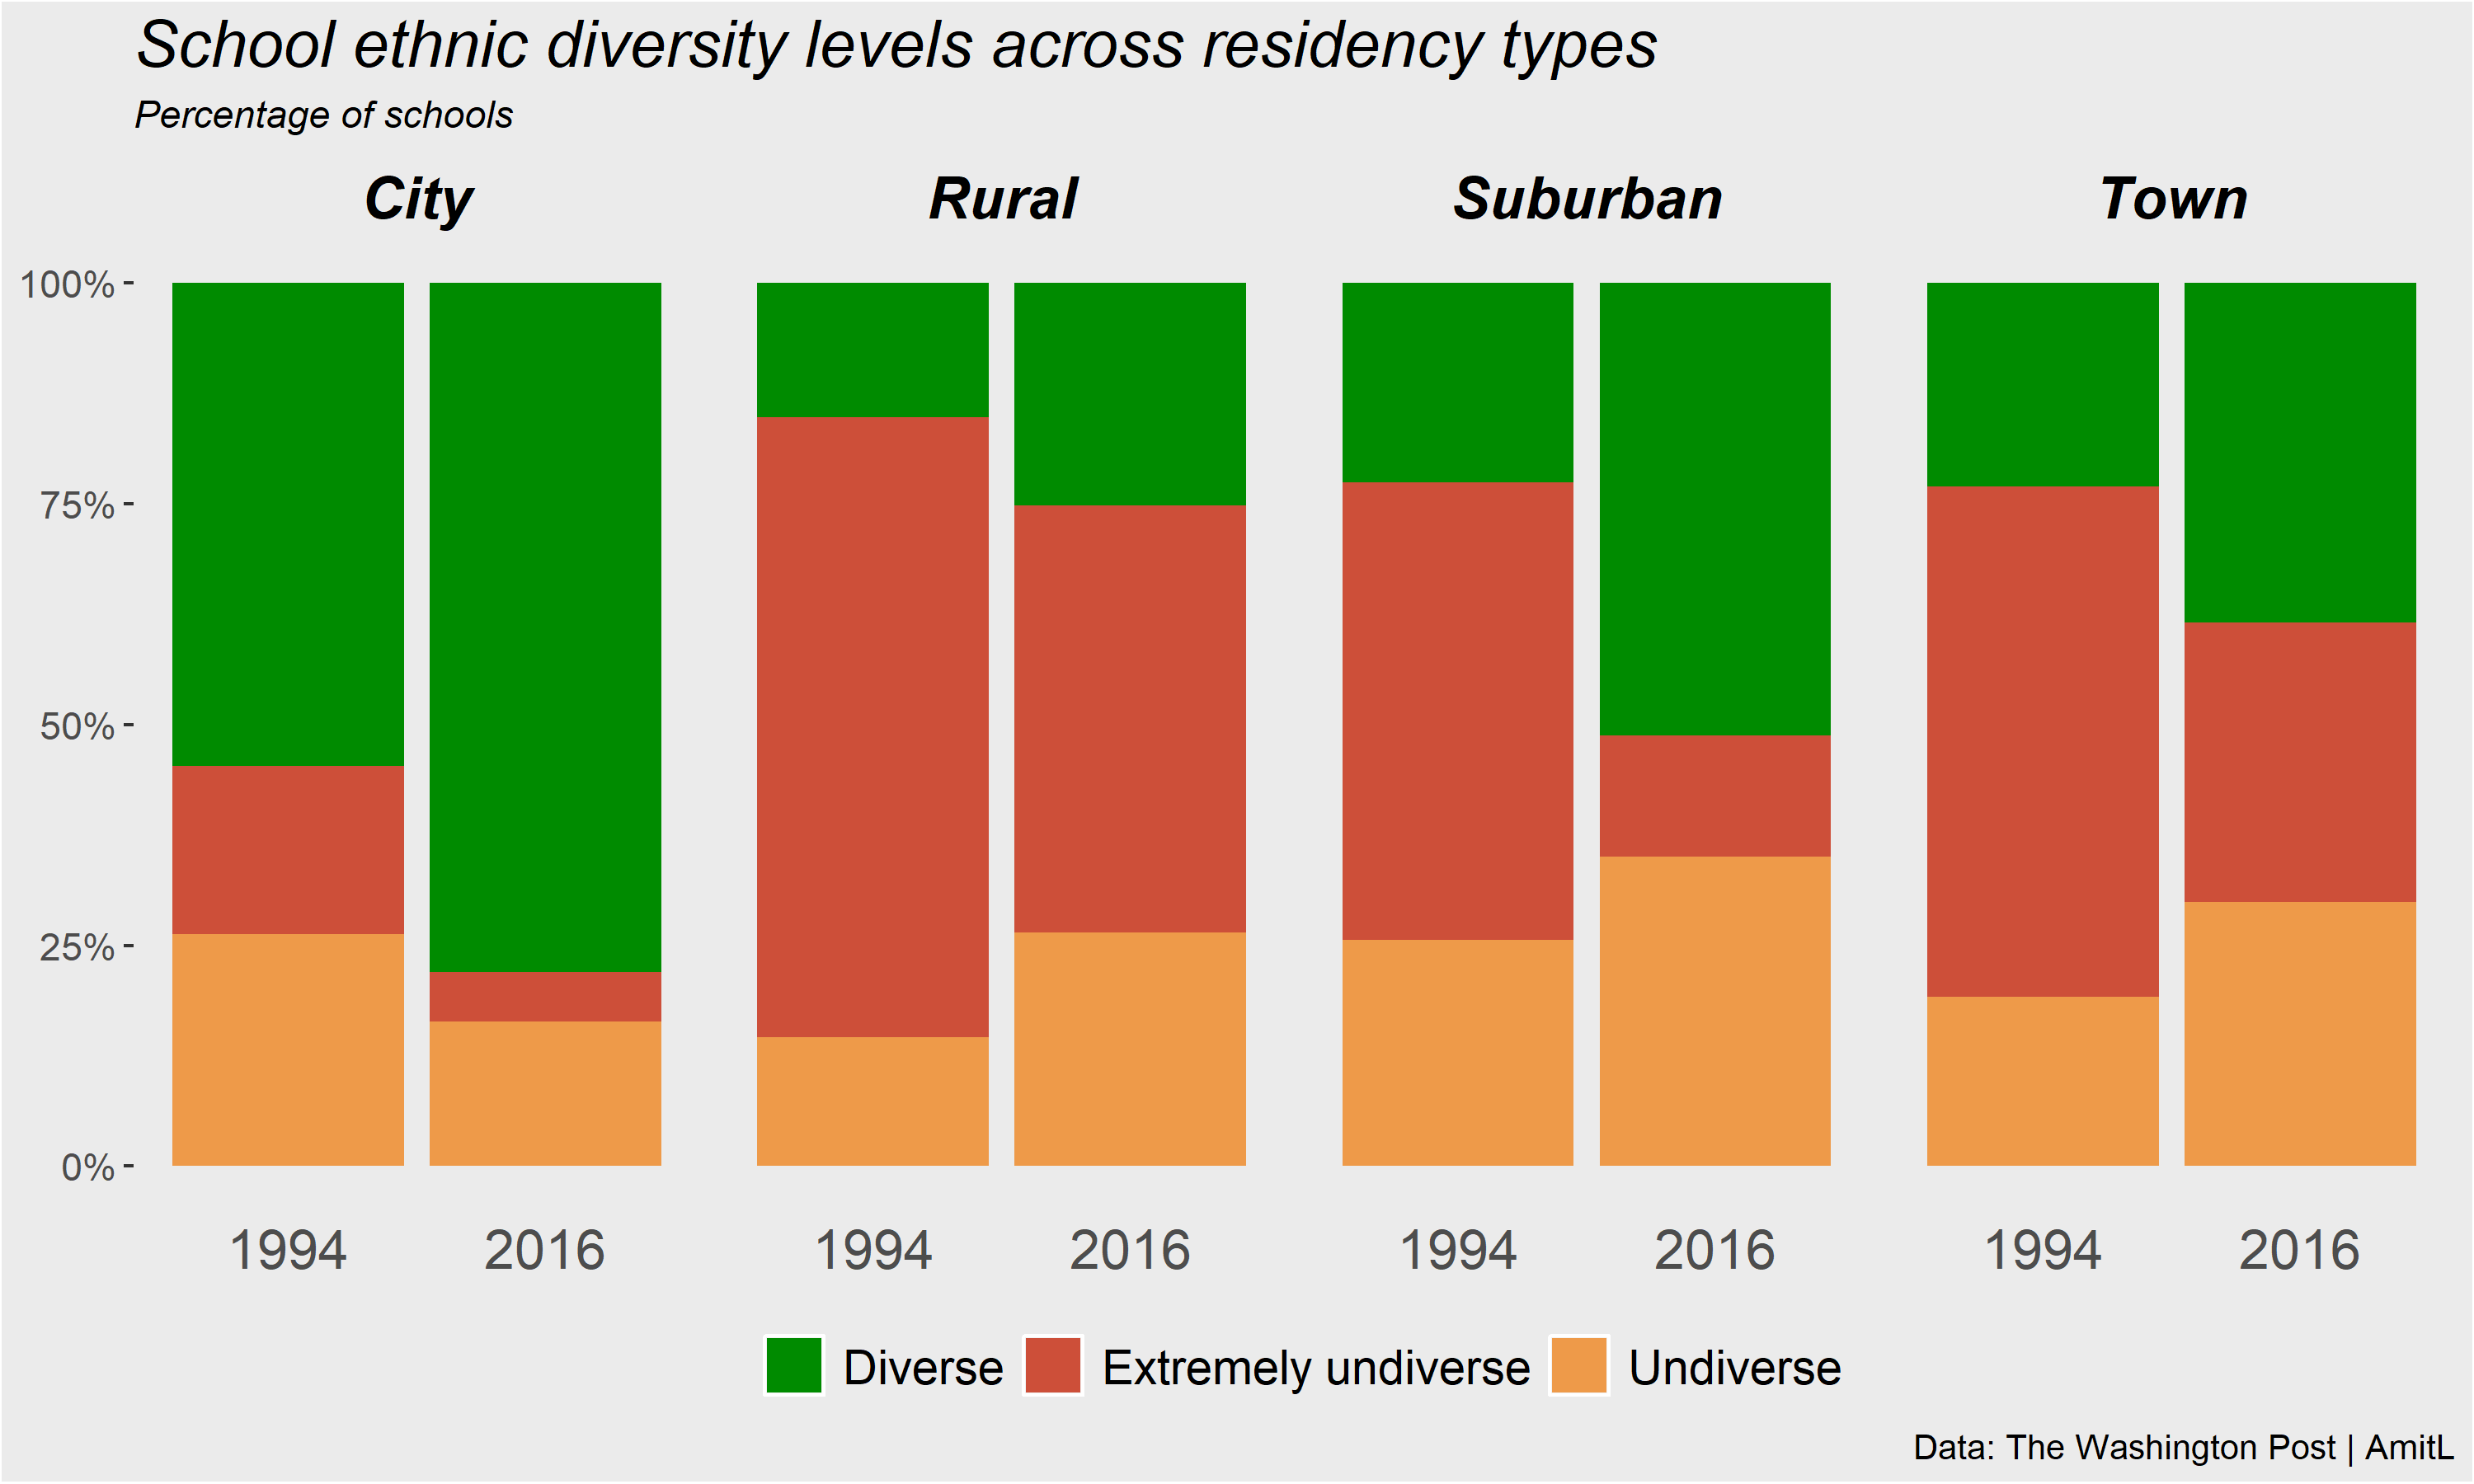 School ethnic diversity levels across residency types
Percentage of schools
City Rural Suburban Town
100%
75%
50%
25%
0%
1994 2016 1994 2016 1994 2016 1994 2016
Diverse Extremely undiverse Undiverse
Data: The Washington Post | AmitL